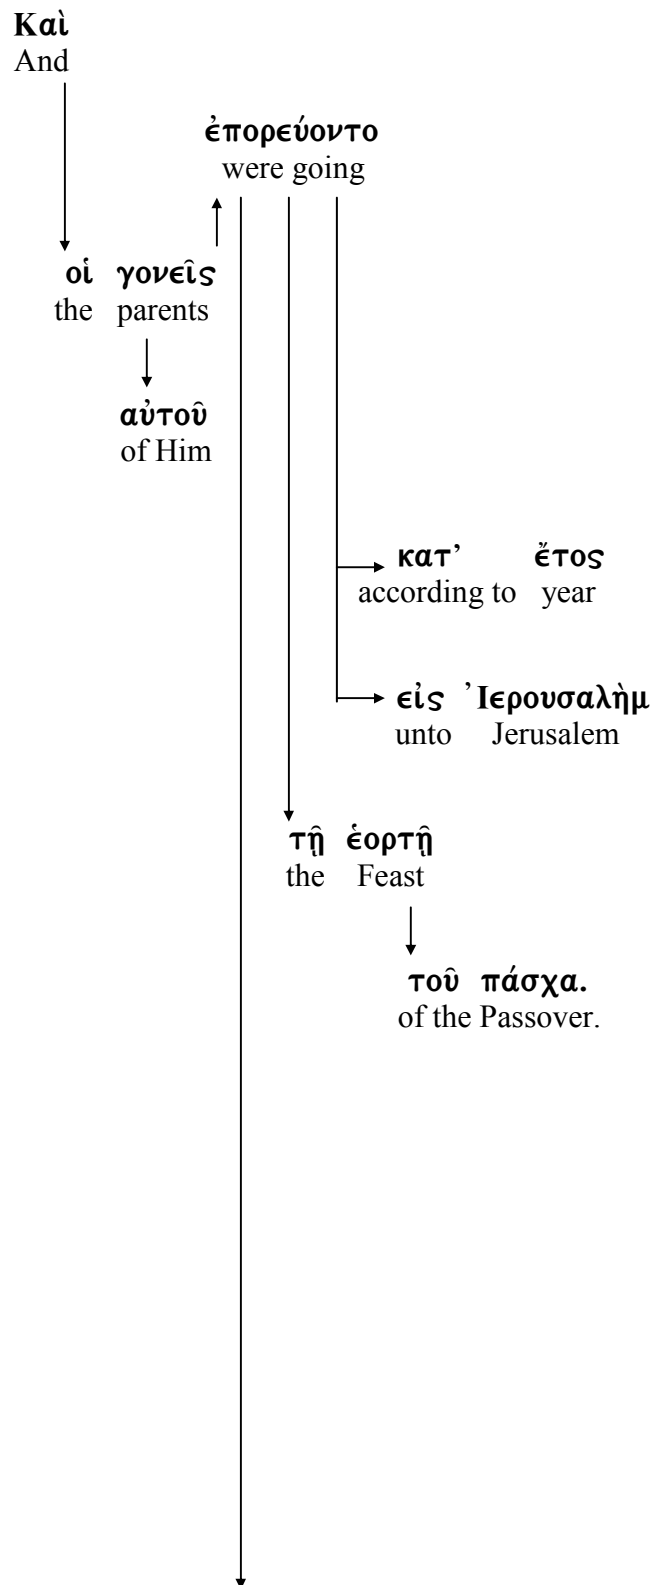 Καὶ
And
ἐπορεύοντο
were going
οἱ γονεῖς
the parents
αὐτοῦ
of Him
κατ’ ἔτος
according to year
εἰς ᾿Ιερουσαλὴμ
unto Jerusalem
τῇ ἑορτῇ
the Feast
τοῦ πάσχα.
of the Passover.